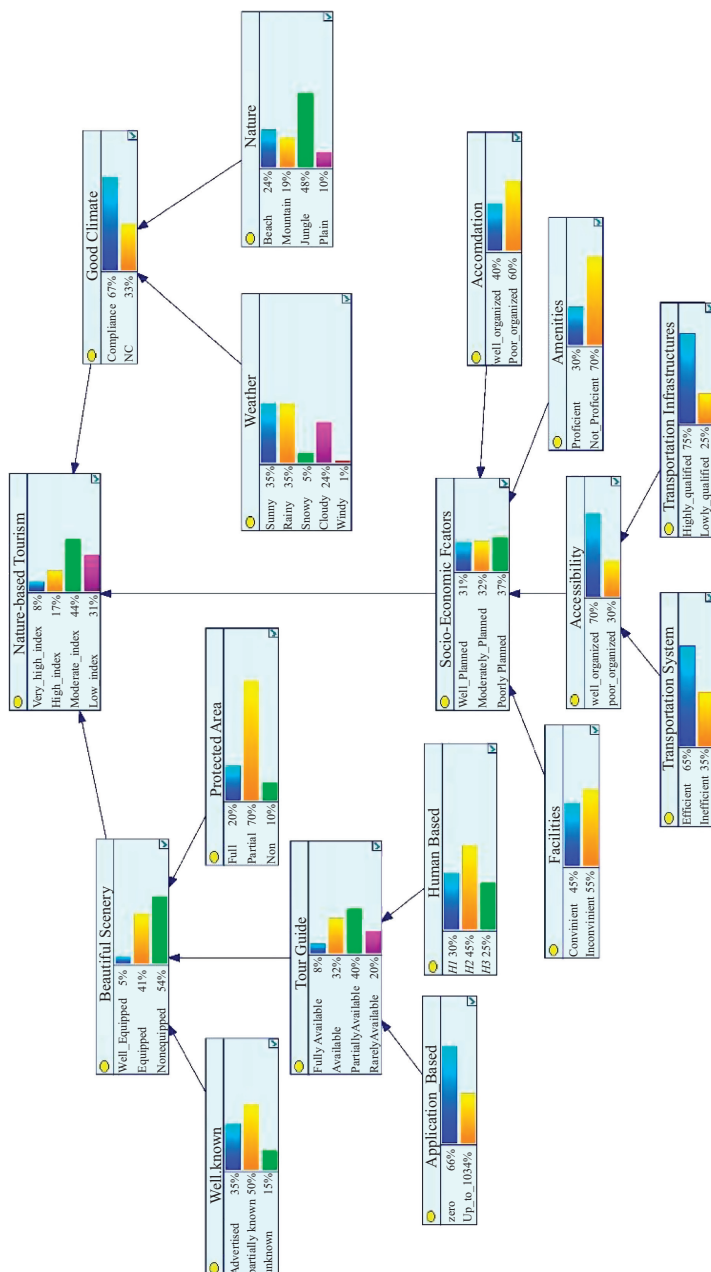 Nature-based Tourism
Very_high_index 8%
High_index 17%
Moderate_index 44%
Low_index 31%
Beautiful Scenery
Well_Equipped 5%
Equipped 41%
Nonequipped 54%
Good Climate
Compliance 67%
NC 33%
Well.known
Advertised 35%
partially known 50%
unknown 15%
Protected Area
Full 20%
Partial 70%
Non 10%
Weather
Sunny 35%
Rainy 35%
Snowy 5%
Cloudy 24%
Windy 1%
Nature
Beach 24%
Mountain 19%
Jungle 48%
Plain 10%
Tour Guide
Fully Available 8%
Available 32%
PartiallyAvailable 40%
RarelyAvailable 20%
Socio-Economic Fcators
Well_Planned 31%
Moderately_Planned 32%
Poorly Planned 37%
Accomdation
well_organized 40%
Poor_organized 60%
Application_Based
zero 66%
Up_to_1034%
Human Based
H1 30%
H2 45%
H3 25%
Facilities
Convinient 45%
Inconvinient 55%
Accessibility
well_organized 70%
poor_organized 30%
Amenities
Proficient 30%
Not_Proficient 70%
Transportation System
Efficient 65%
Inefficient 35%
Transportation Infrastructures
Highly_qualified 75%
Lowly_qualified 25%